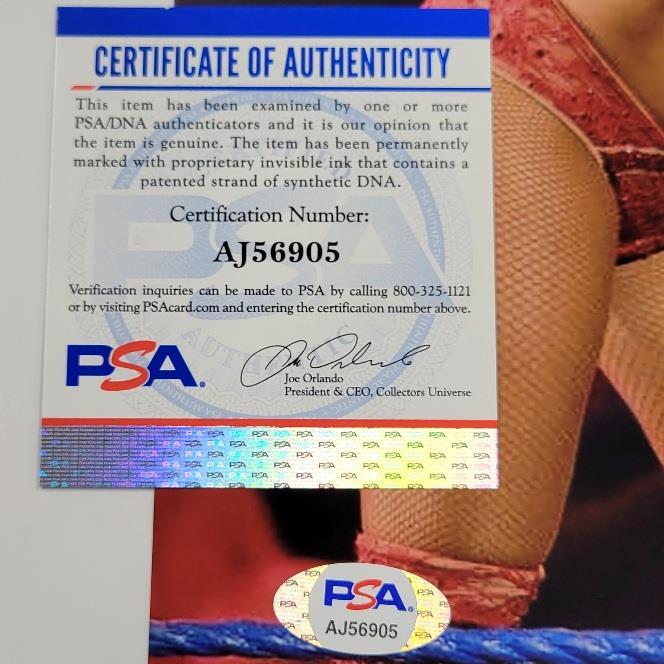 CERTIFICATE OF AUTHENTICITY
This item has been examined by one or more
PSA/DNA authenticators and it is our opinion that
the item is genuine. The item has been permanently
marked with proprietary invisible ink that contains a
patented strand of synthetic DNA.
Certification Number:
AJ56905
Verification inquiries can be made to PSA by calling 800-325-1121
or by visiting PSAcard.com and entering the certification number above.
PSA
Joe Orlando
President & CEO, Collectors Universe
PSA
AJ56905